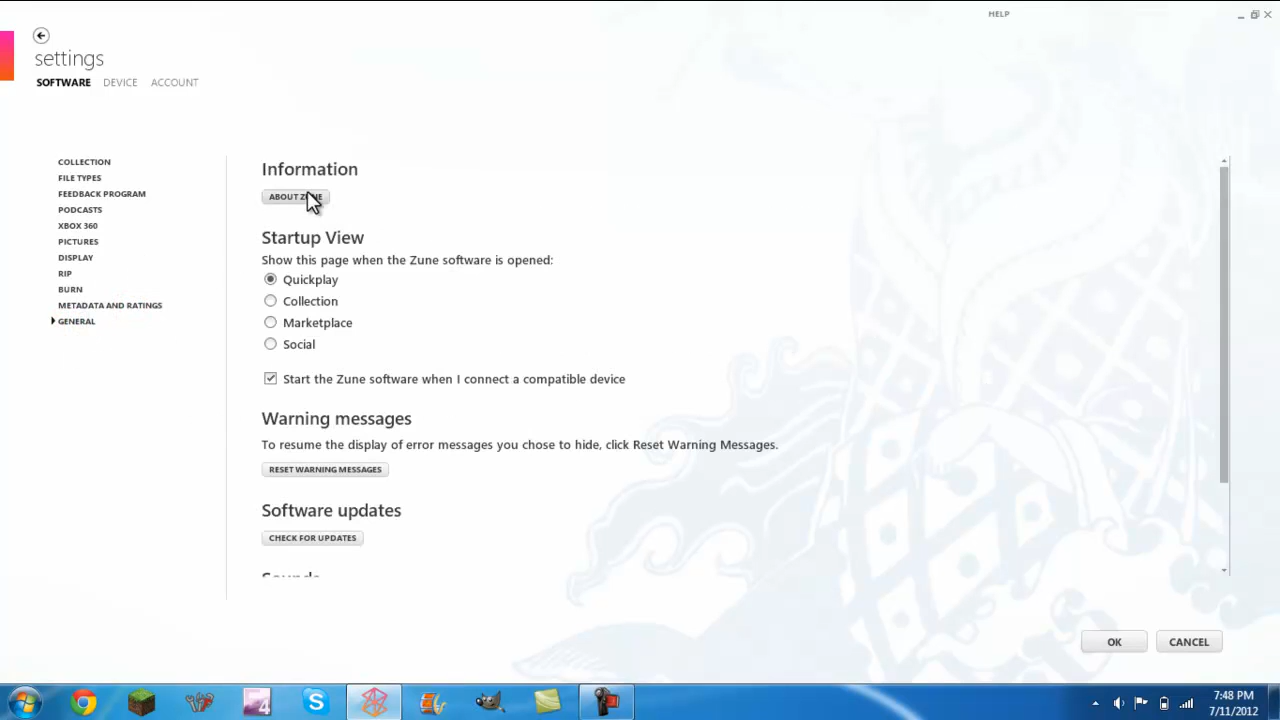 HELP
settings
SOFTWARE DEVICE ACCOUNT
COLLECTION
FILE TYPES
FEEDBACK PROGRAM
PODCASTS
XBOX 360
PICTURES
DISPLAY
RIP
BURN
METADATA AND RATINGS
GENERAL
Information
ABOUT ZUNE
Startup View
Show this page when the Zune software is opened:
Quickplay
Collection
Marketplace
Social
Start the Zune software when I connect a compatible device
Warning messages
To resume the display of error messages you chose to hide, click Reset Warning Messages.
RESET WARNING MESSAGES
Software updates
CHECK FOR UPDATES
Sounds
OK CANCEL
4
7:48 PM
7/11/2012